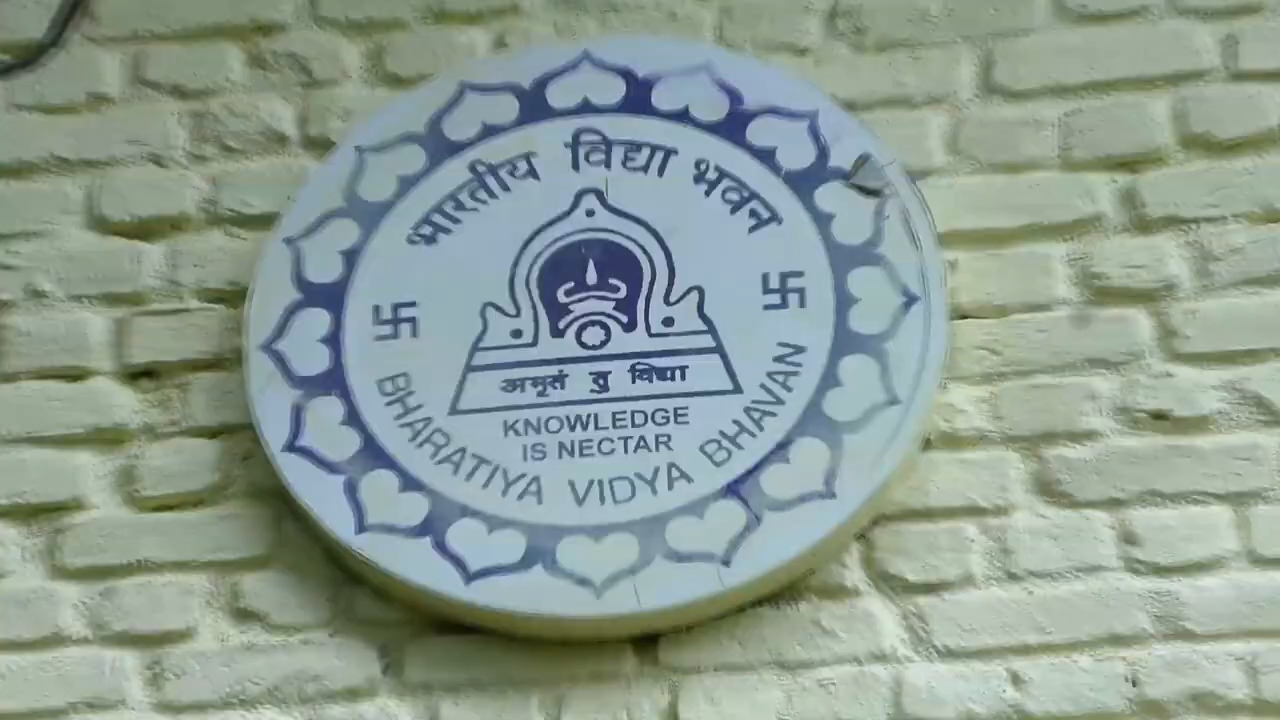 भारतीय विद्या भवन
अमृतं तु विद्या
KNOWLEDGE
IS NECTAR
BHARATIYA VIDYA BHAVAN